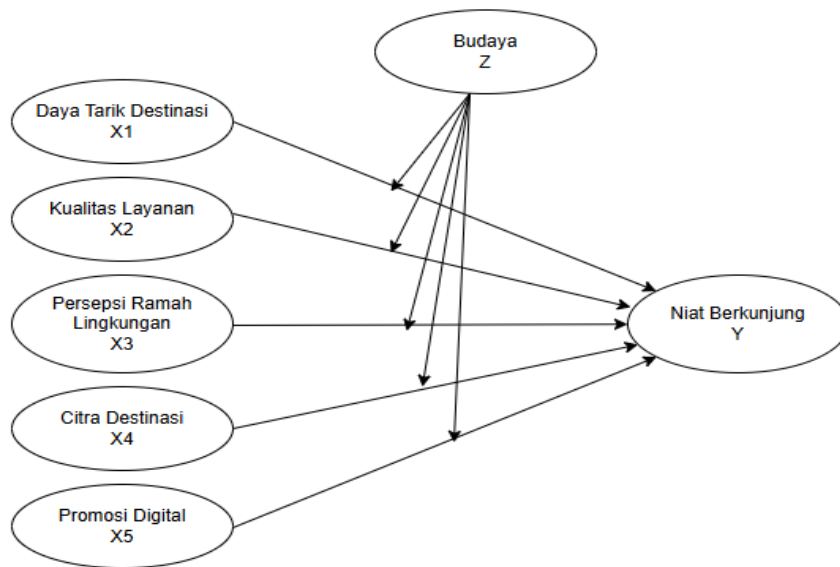 Budaya
Z
Daya Tarik Destinasi
X1
Kualitas Layanan
X2
Persepsi Ramah
Lingkungan
X3
Niat Berkunjung
Y
Citra Destinasi
X4
Promosi Digital
X5